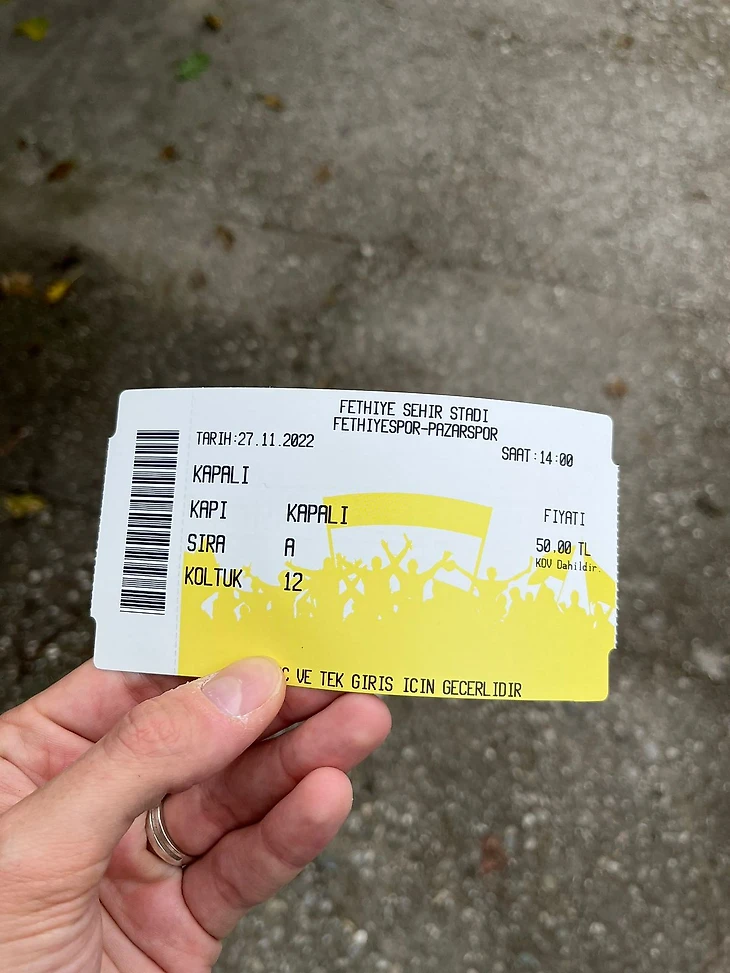 FETHIYE SEHIR STADI
FETHIYESPOR-PAZARSPOR
TARIH:27.11.2022
SAAT:14:00
KAPALI
KAPI KAPALI FIYATI
SIRA A 50.00 TL
KDV Dahildir.
KOLTUK 12
VE TEK GIRIS ICIN GECERLIDIR